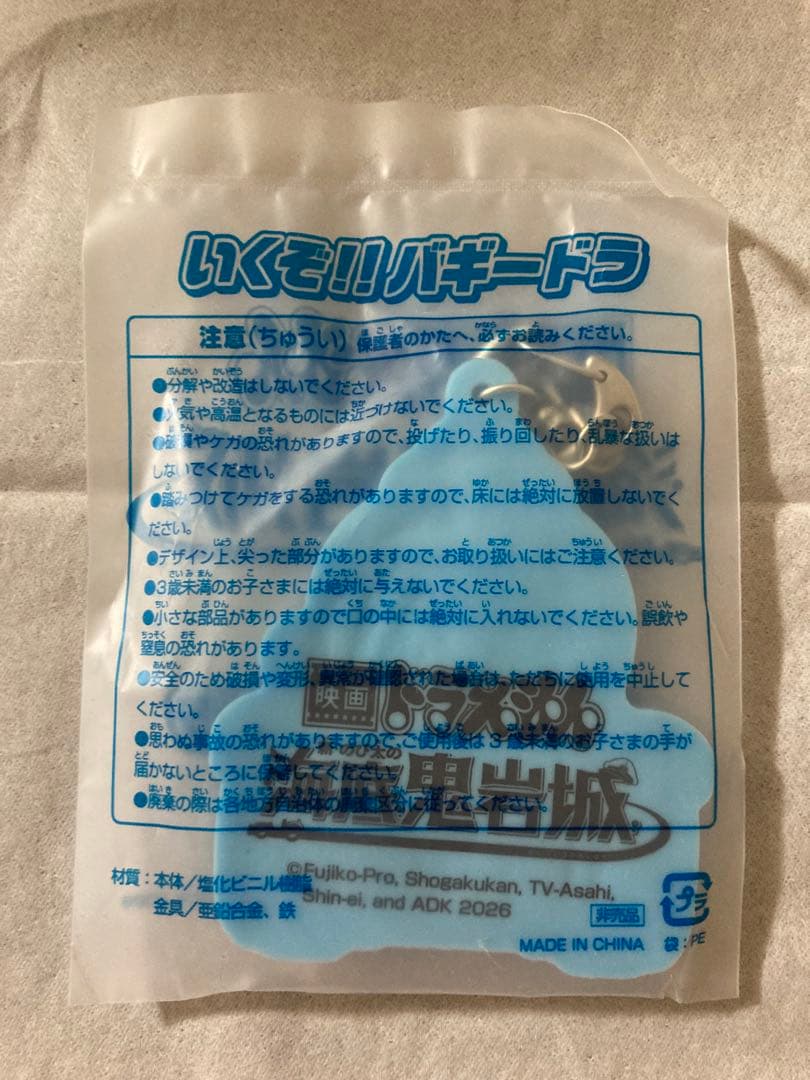 いくぞ!!バギードラ
注意(ちゅうい) 保護者のかたへ、必ずお読みください。
●分解や改造はしないでください。
●火気や高温となるものには近づけないでください。
●破損やケガの恐れがありますので、投げたり、振り回したり、乱暴な扱いは
しないでください。
●踏みつけてケガをする恐れがありますので、床には絶対に放置しないでく
ださい。
●デザイン上、尖った部分がありますので、お取り扱いにはご注意ください。
●3歳未満のお子さまには絶対に与えないでください。
●小さな部品がありますので口の中には絶対に入れないでください。誤飲や
窒息の恐れがあります。
●安全のため破損や変形、異常が確認された場合は、ただちに使用を中止して
ください。
●思わぬ事故の恐れがありますので、ご使用後は3歳未満のお子さまの手が
届かないところに保管してください。
●廃棄の際は各地方自治体の廃棄区分に従ってください。
映画 ドラえもん
のび太の
海底鬼岩城
材質:本体/塩化ビニル樹脂
金具/亜鉛合金、鉄
©Fujiko-Pro, Shogakukan, TV-Asahi,
Shin-ei, and ADK 2026
非売品
プラ
MADE IN CHINA 袋:PE